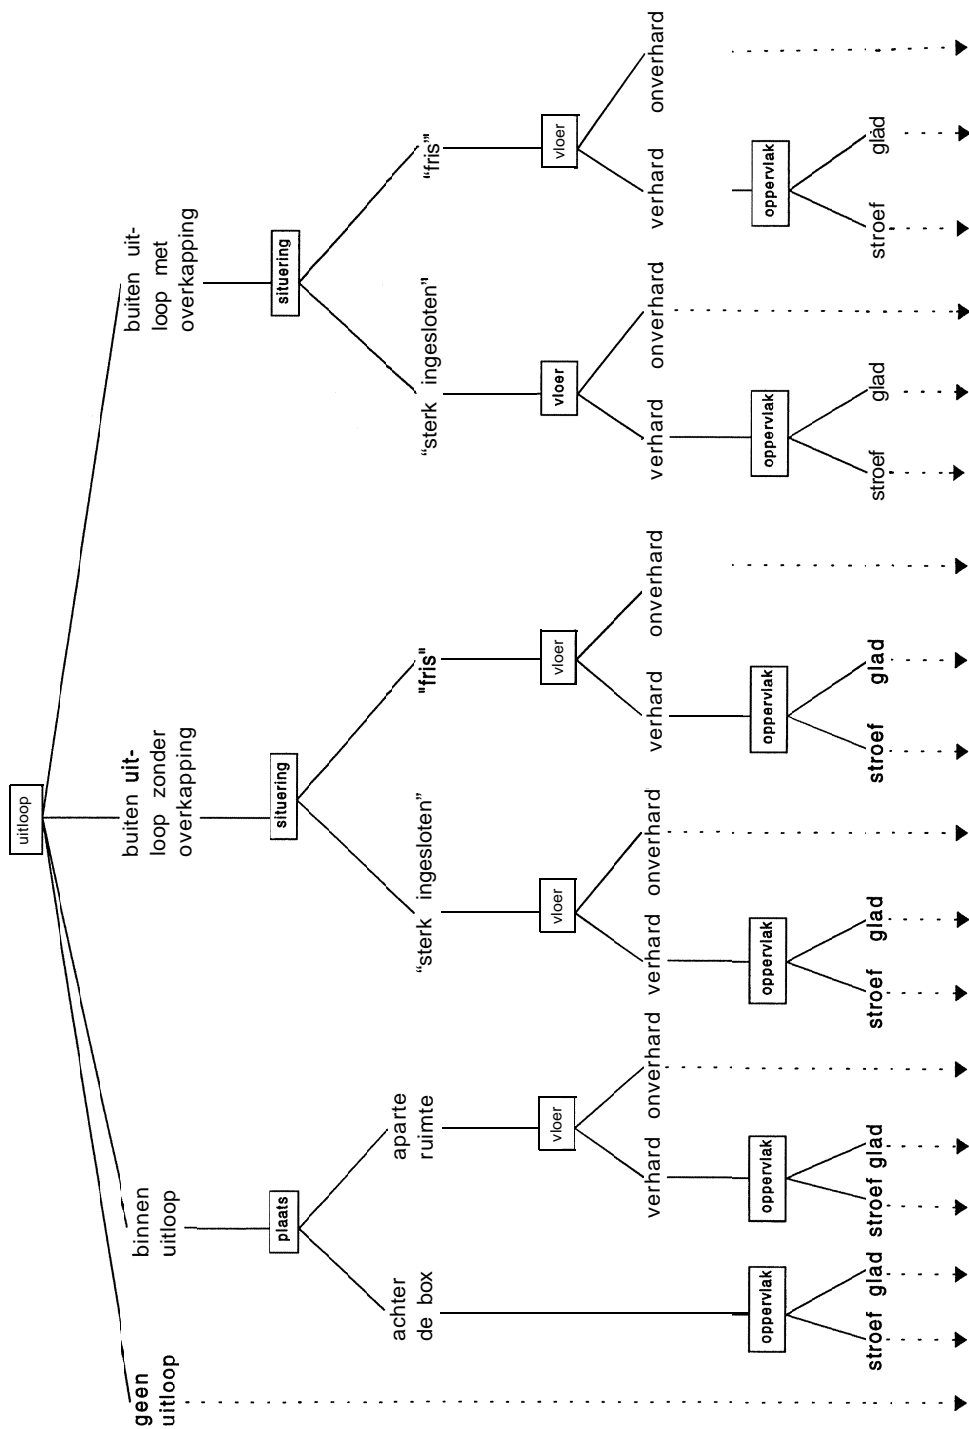 uitloop
geen
uitloop
binnen
uitloop
buiten uit-
loop zonder
overkapping
buiten uit-
loop met
overkapping
plaats
situering
situering
achter
de box
aparte
ruimte
“sterk ingesloten”
"fris"
“sterk ingesloten”
“fris”
vloer
vloer
vloer
vloer
vloer
verhard
onverhard
verhard
onverhard
verhard
onverhard
verhard
onverhard
verhard
onverhard
oppervlak
oppervlak
oppervlak
oppervlak
oppervlak
oppervlak
stroef
glad
stroef
glad
stroef
glad
stroef
glad
stroef
glad
stroef
glad